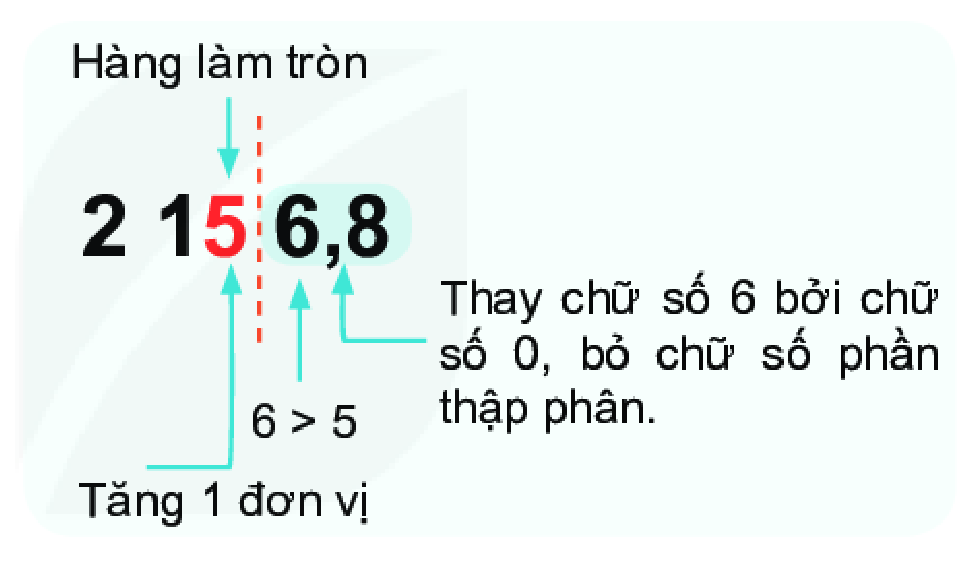 Hàng làm tròn
2 156,8
Thay chữ số 6 bởi chữ
số 0, bỏ chữ số phần
thập phân.
6 > 5
Tăng 1 đơn vị